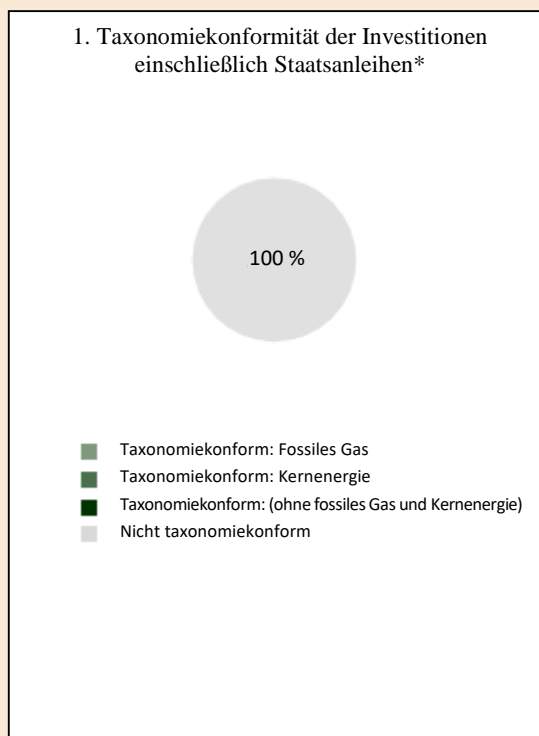 1. Taxonomiekonformität der Investitionen
einschließlich Staatsanleihen*
100 %
Taxonomiekonform: Fossiles Gas
Taxonomiekonform: Kernenergie
Taxonomiekonform: (ohne fossiles Gas und Kernenergie)
Nicht taxonomiekonform